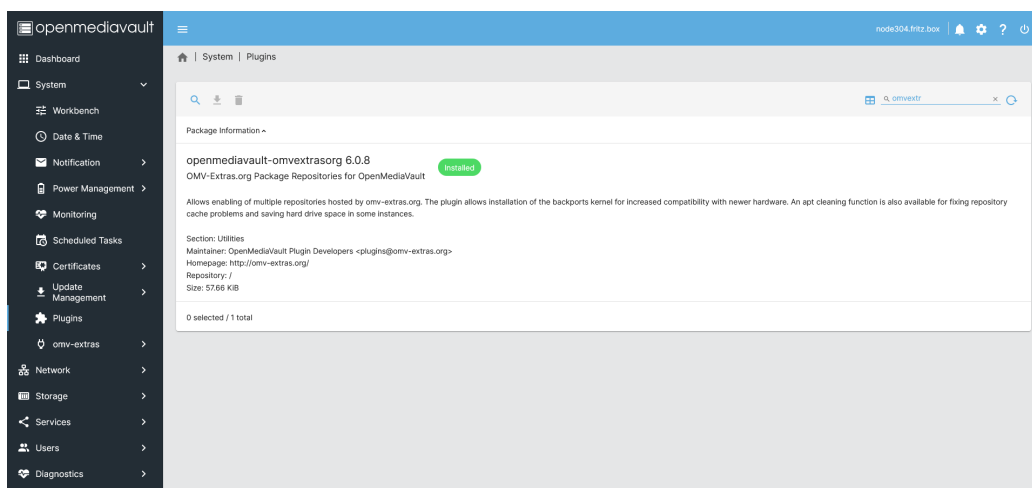 openmediavault
node304.fritz.box
Dashboard
System
Workbench
Date & Time
Notification
Power Management
Monitoring
Scheduled Tasks
Certificates
Update
Management
Plugins
omv-extras
Network
Storage
Services
Users
Diagnostics
| System | Plugins
omvextr
Package Information
openmediavault-omvextrasorg 6.0.8
Installed
OMV-Extras.org Package Repositories for OpenMediaVault
Allows enabling of multiple repositories hosted by omv-extras.org. The plugin allows installation of the backports kernel for increased compatibility with newer hardware. An apt cleaning function is also available for fixing repository
cache problems and saving hard drive space in some instances.
Section: Utilities
Maintainer: OpenMediaVault Plugin Developers <plugins@omv-extras.org>
Homepage: http://omv-extras.org/
Repository: /
Size: 57.66 KiB
0 selected / 1 total